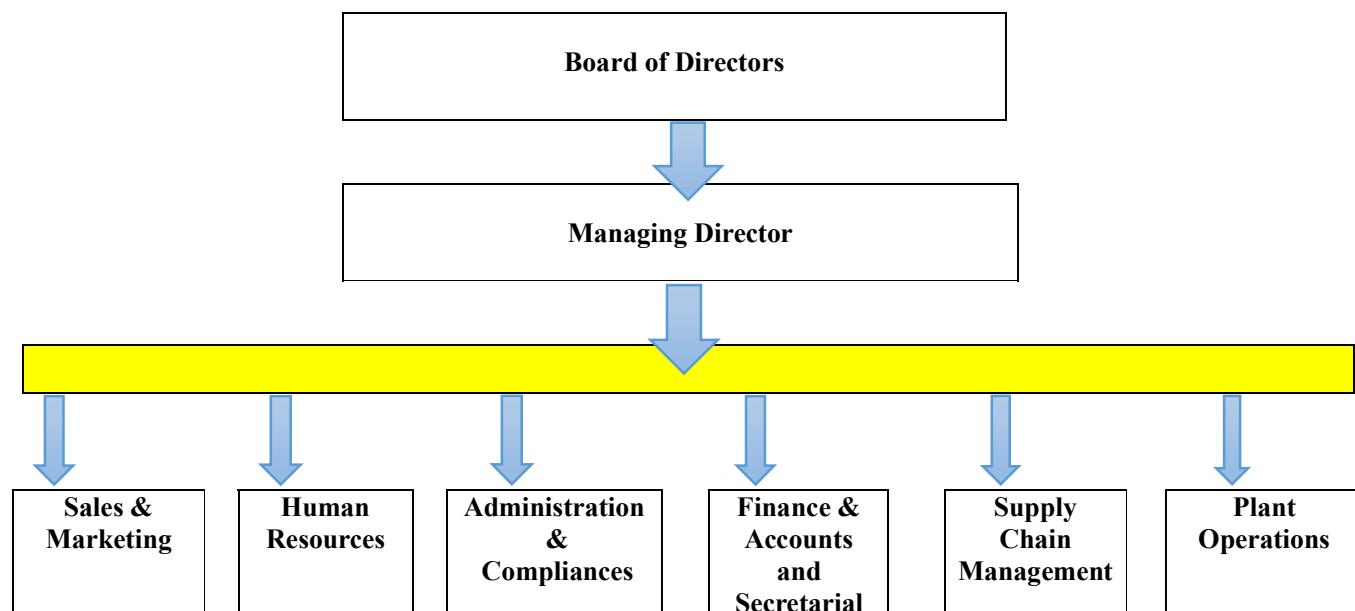 Board of Directors
Managing Director
Sales &
Marketing
Human
Resources
Administration
&
Compliances
Finance &
Accounts
and
Secretarial
Supply
Chain
Management
Plant
Operations